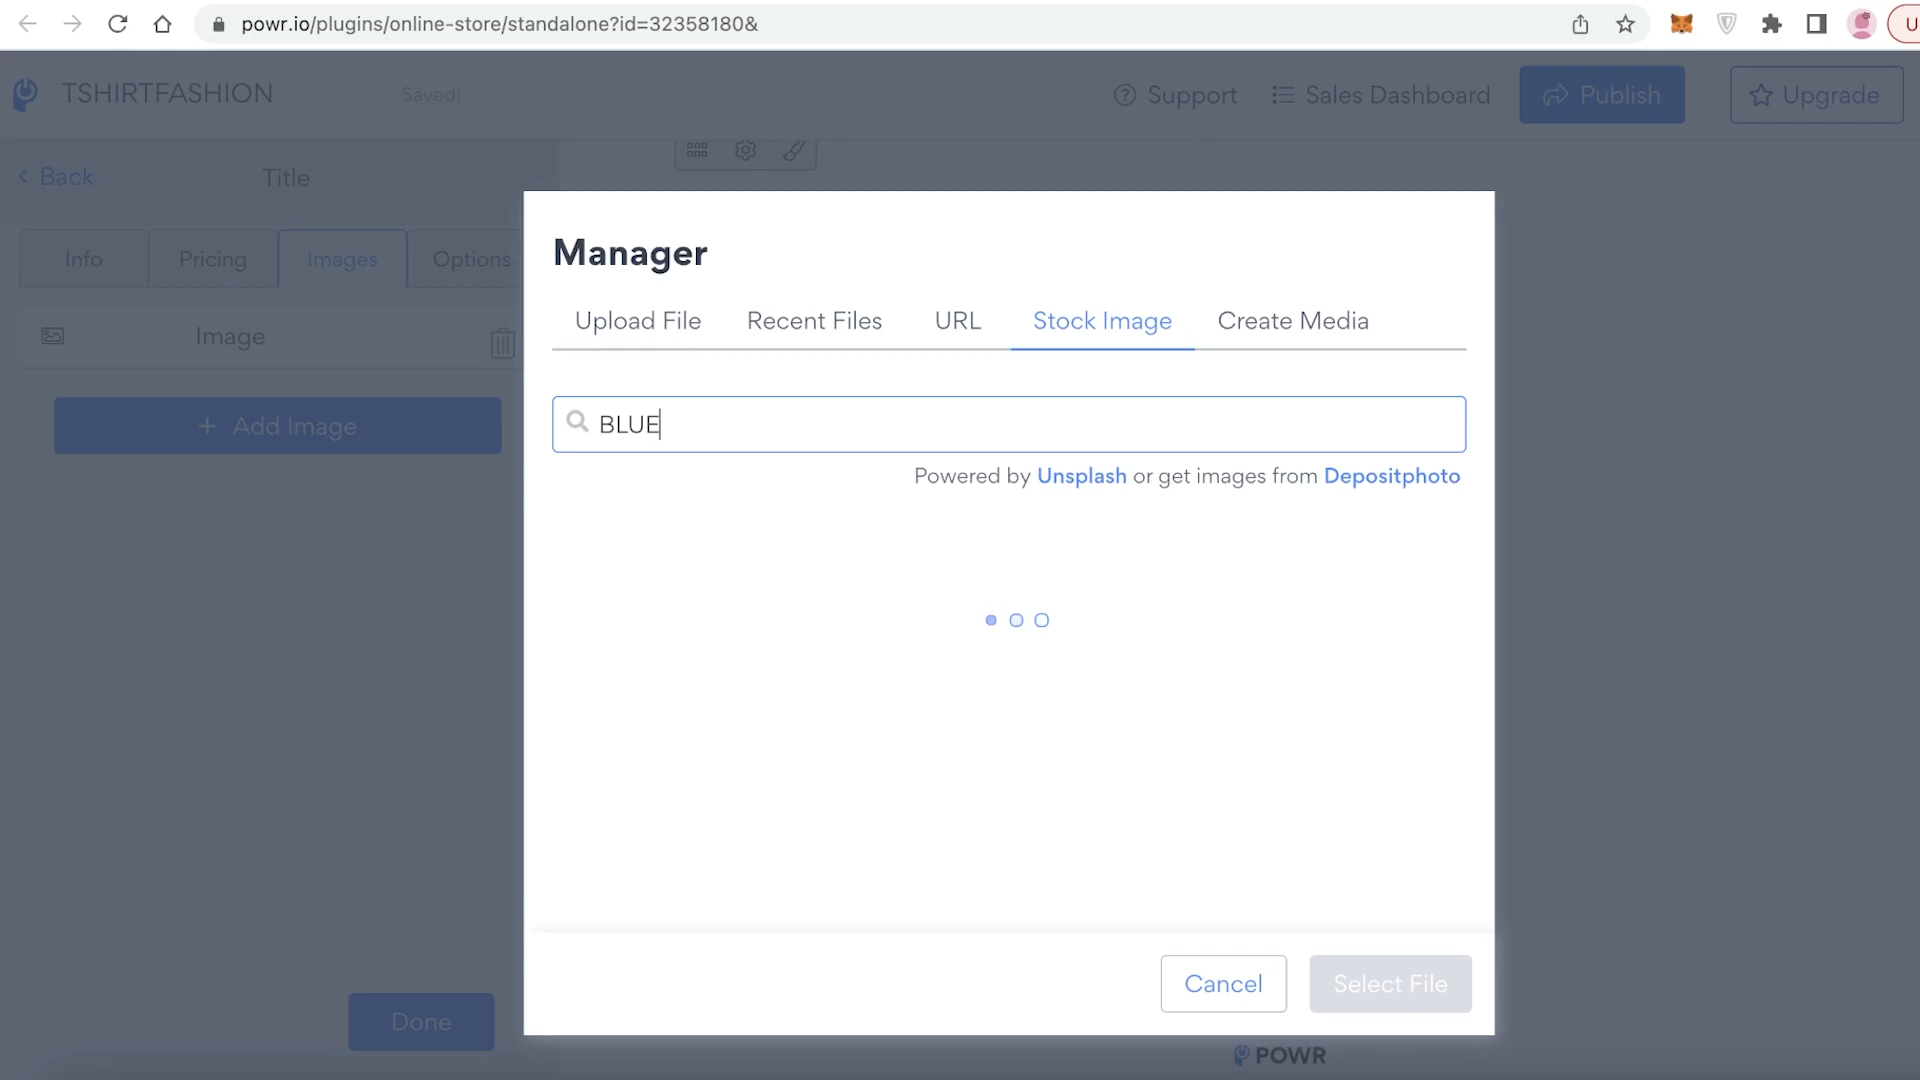 powr.io/plugins/online-store/standalone?id=32358180&
U
TSHIRTFASHION
Saved!
Support
Sales Dashboard
Publish
Upgrade
Back
Title
Info
Pricing
Images
Options
Image
+ Add Image
Done
Manager
Upload File
Recent Files
URL
Stock Image
Create Media
BLUE
Powered by Unsplash or get images from Depositphoto
Cancel
Select File
POWR